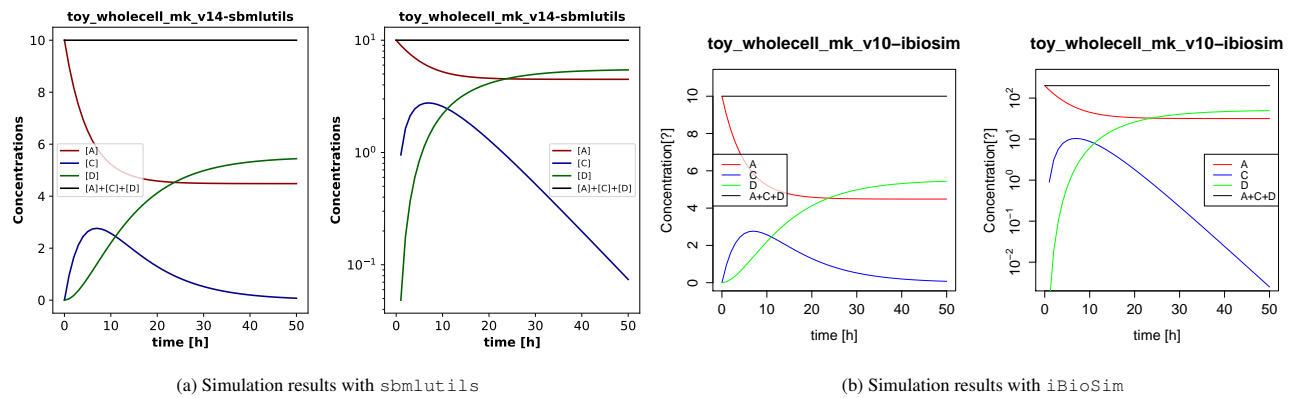 toy_wholecell_mk_v14-sbmlutils
Concentrations
10
8
6
4
2
0
[A]
[C]
[D]
[A]+[C]+[D]
0 10 20 30 40 50
time [h]
toy_wholecell_mk_v14-sbmlutils
Concentrations
10¹
10⁰
10⁻¹
[A]
[C]
[D]
[A]+[C]+[D]
0 10 20 30 40 50
time [h]
toy_wholecell_mk_v10−ibiosim
Concentration[?]
10
8
6
4
2
0
A
C
D
A+C+D
0 10 20 30 40 50
time [h]
toy_wholecell_mk_v10−ibiosim
Concentration[?]
10²
10¹
10⁰
10⁻¹
10⁻²
A
C
D
A+C+D
0 10 20 30 40 50
time [h]
(a) Simulation results with sbmlutils
(b) Simulation results with iBioSim